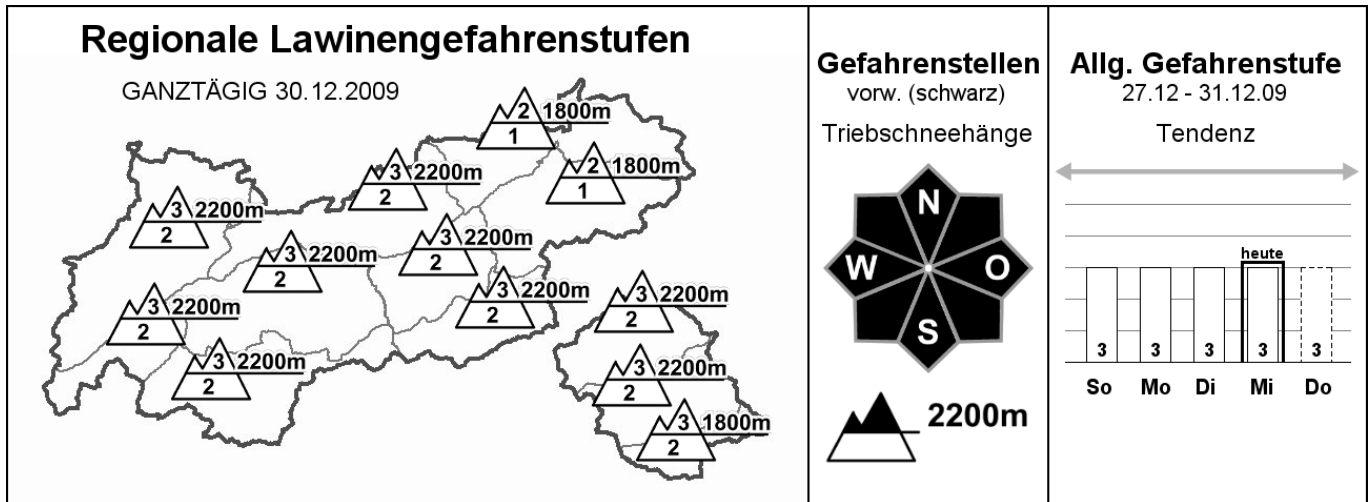 Regionale Lawinengefahrenstufen
GANZTÄGIG 30.12.2009
2 1800m
1
2 1800m
1
3 2200m
2
3 2200m
2
3 2200m
2
3 2200m
2
3 2200m
2
3 2200m
2
3 2200m
2
3 2200m
2
3 2200m
2
3 1800m
2
Gefahrenstellen
vorw. (schwarz)
Triebschneehänge
N
W O
S
2200m
Allg. Gefahrenstufe
27.12 - 31.12.09
Tendenz
heute
3 3 3 3 3
So Mo Di Mi Do